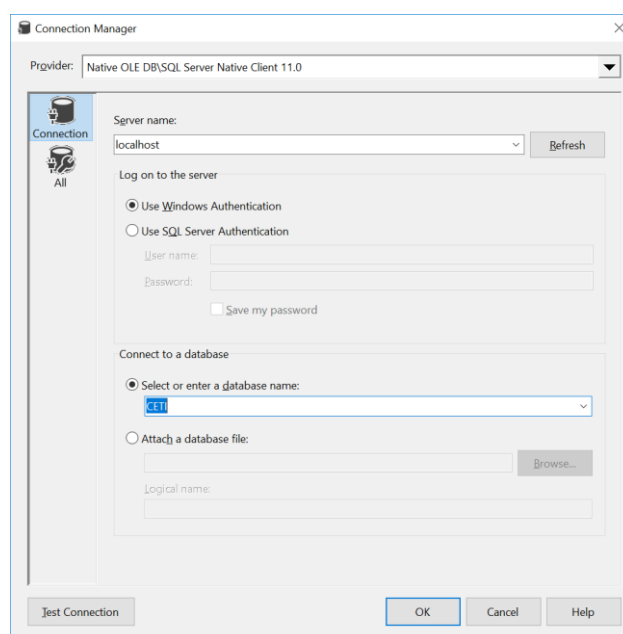 Connection Manager
Provider: Native OLE DB\SQL Server Native Client 11.0
Connection
All
Server name:
localhost
Refresh
Log on to the server
Use Windows Authentication
Use SQL Server Authentication
User name:
Password:
Save my password
Connect to a database
Select or enter a database name:
CETI
Attach a database file:
Browse...
Logical name:
Test Connection
OK
Cancel
Help